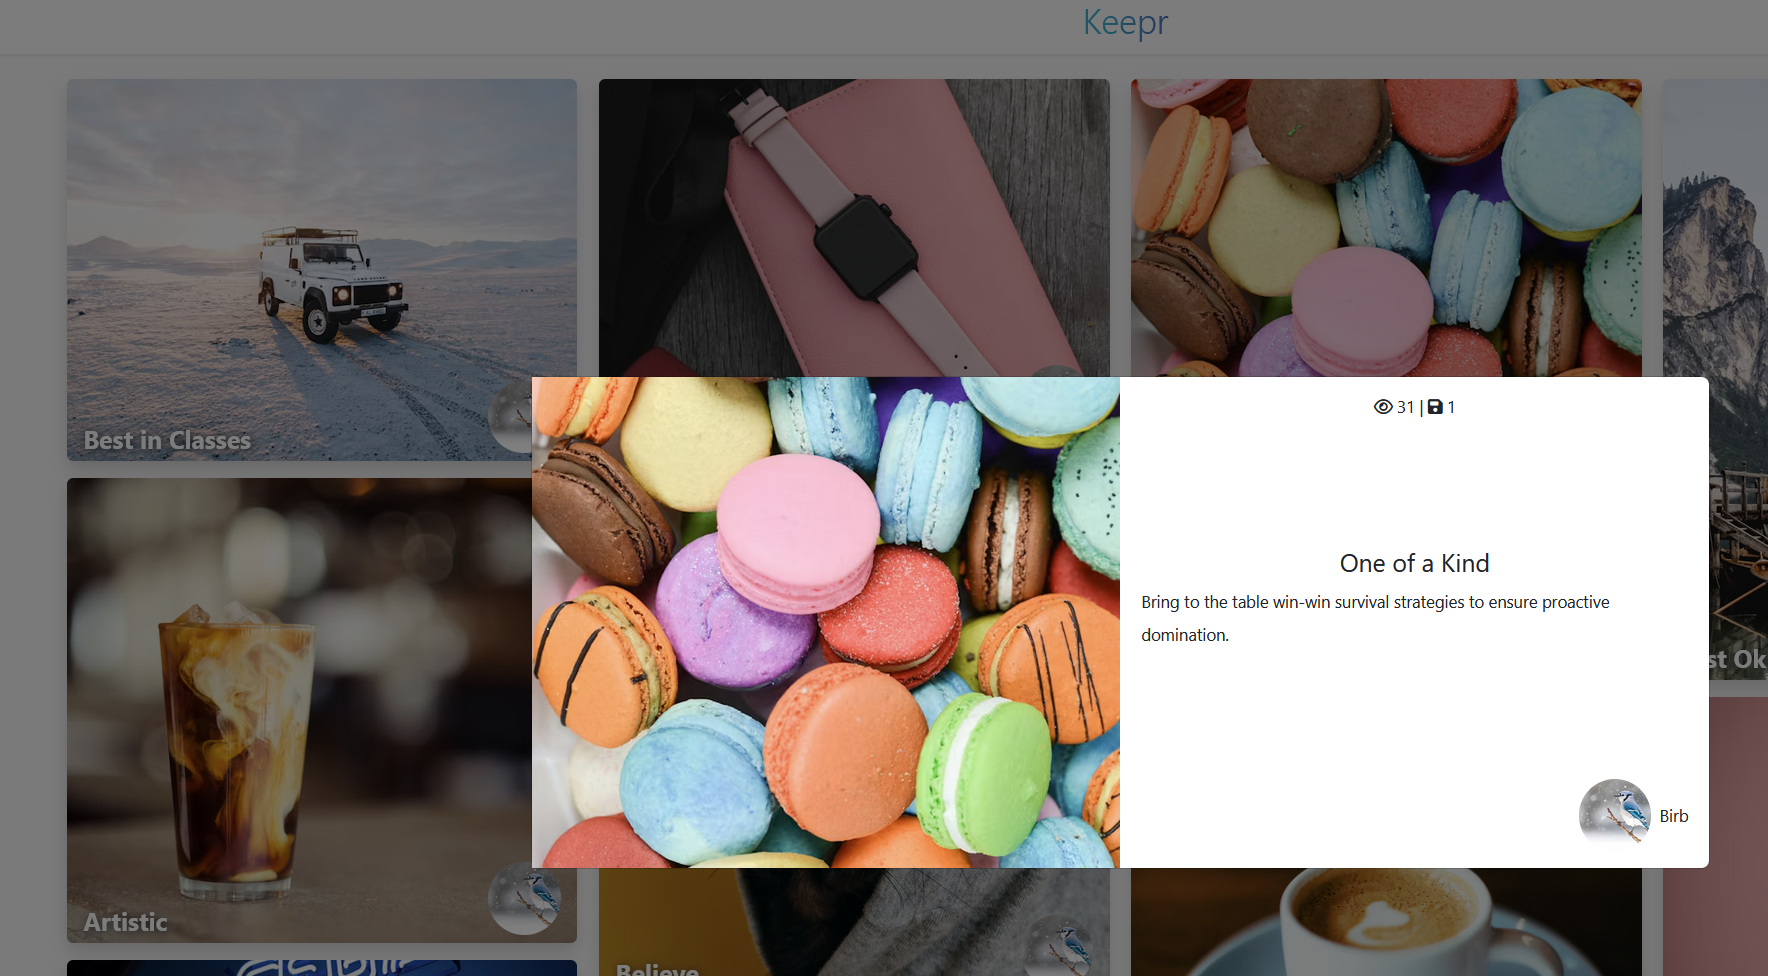 Keepr
Best in Classes
31 | 1
One of a Kind
Bring to the table win-win survival strategies to ensure proactive
domination.
Birb
st Ok
Artistic
Believe